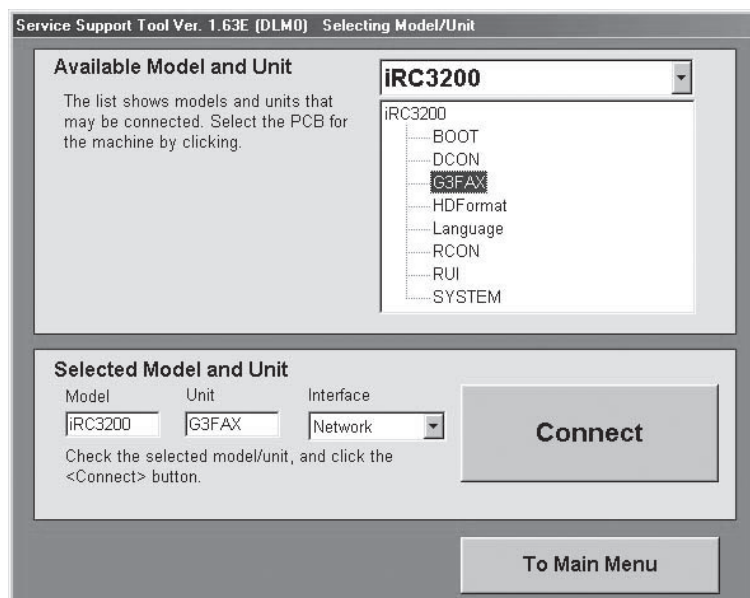 Service Support Tool Ver. 1.63E (DLM0)   Selecting Model/Unit
Available Model and Unit
The list shows models and units that
may be connected. Select the PCB for
the machine by clicking.
iRC3200
iRC3200
BOOT
DCON
G3FAX
HDFormat
Language
RCON
RUI
SYSTEM
Selected Model and Unit
Model Unit Interface
iRC3200 G3FAX Network
Check the selected model/unit, and click the
<Connect> button.
Connect
To Main Menu